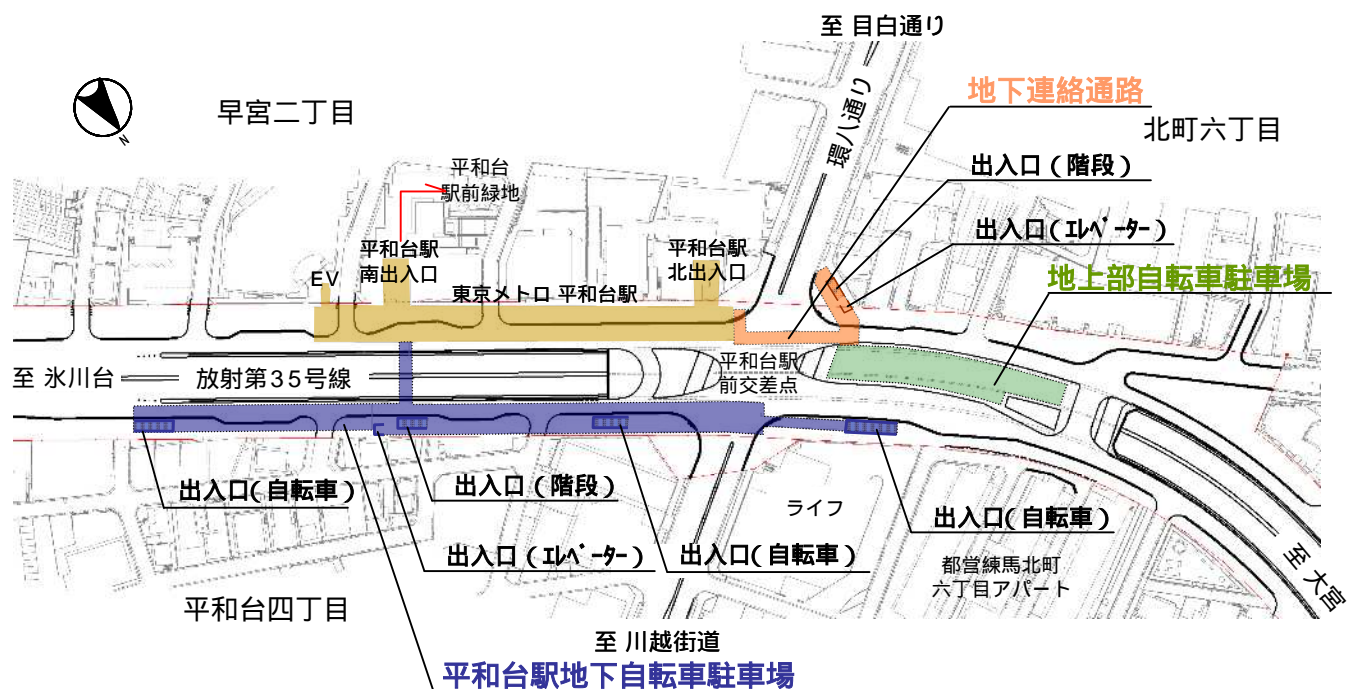 至 目白通り
地下連絡通路
早宮二丁目
環八通り
北町六丁目
N
平和台
駅前緑地
出入口(階段)
出入口(エレベーター)
平和台駅
南出入口
平和台駅
北出入口
EV
地上部自転車駐車場
東京メトロ 平和台駅
至 氷川台
放射第35号線
平和台駅
前交差点
出入口(自転車)
出入口(階段)
ライフ
出入口(自転車)
出入口(エレベーター)
出入口(自転車)
都営練馬北町
六丁目アパート
至 大宮
平和台四丁目
至 川越街道
平和台駅地下自転車駐車場